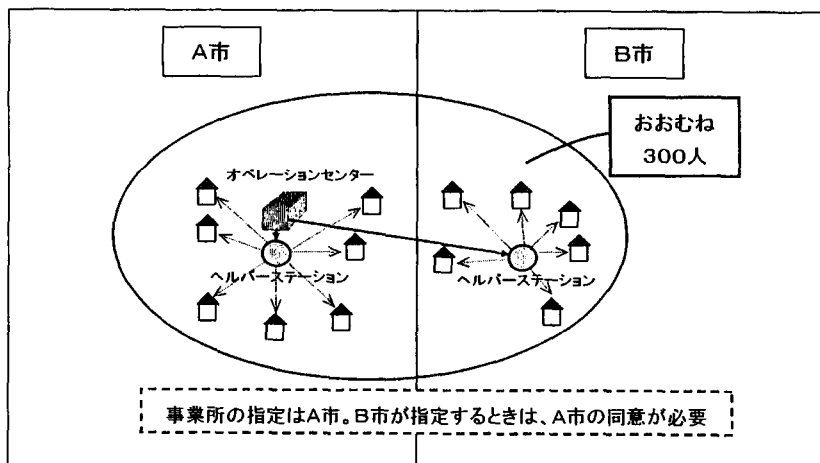 A市
B市
おおむね
300人
オペレーションセンター
ヘルパーステーション
ヘルパーステーション
事業所の指定はA市。B市が指定するときは、A市の同意が必要